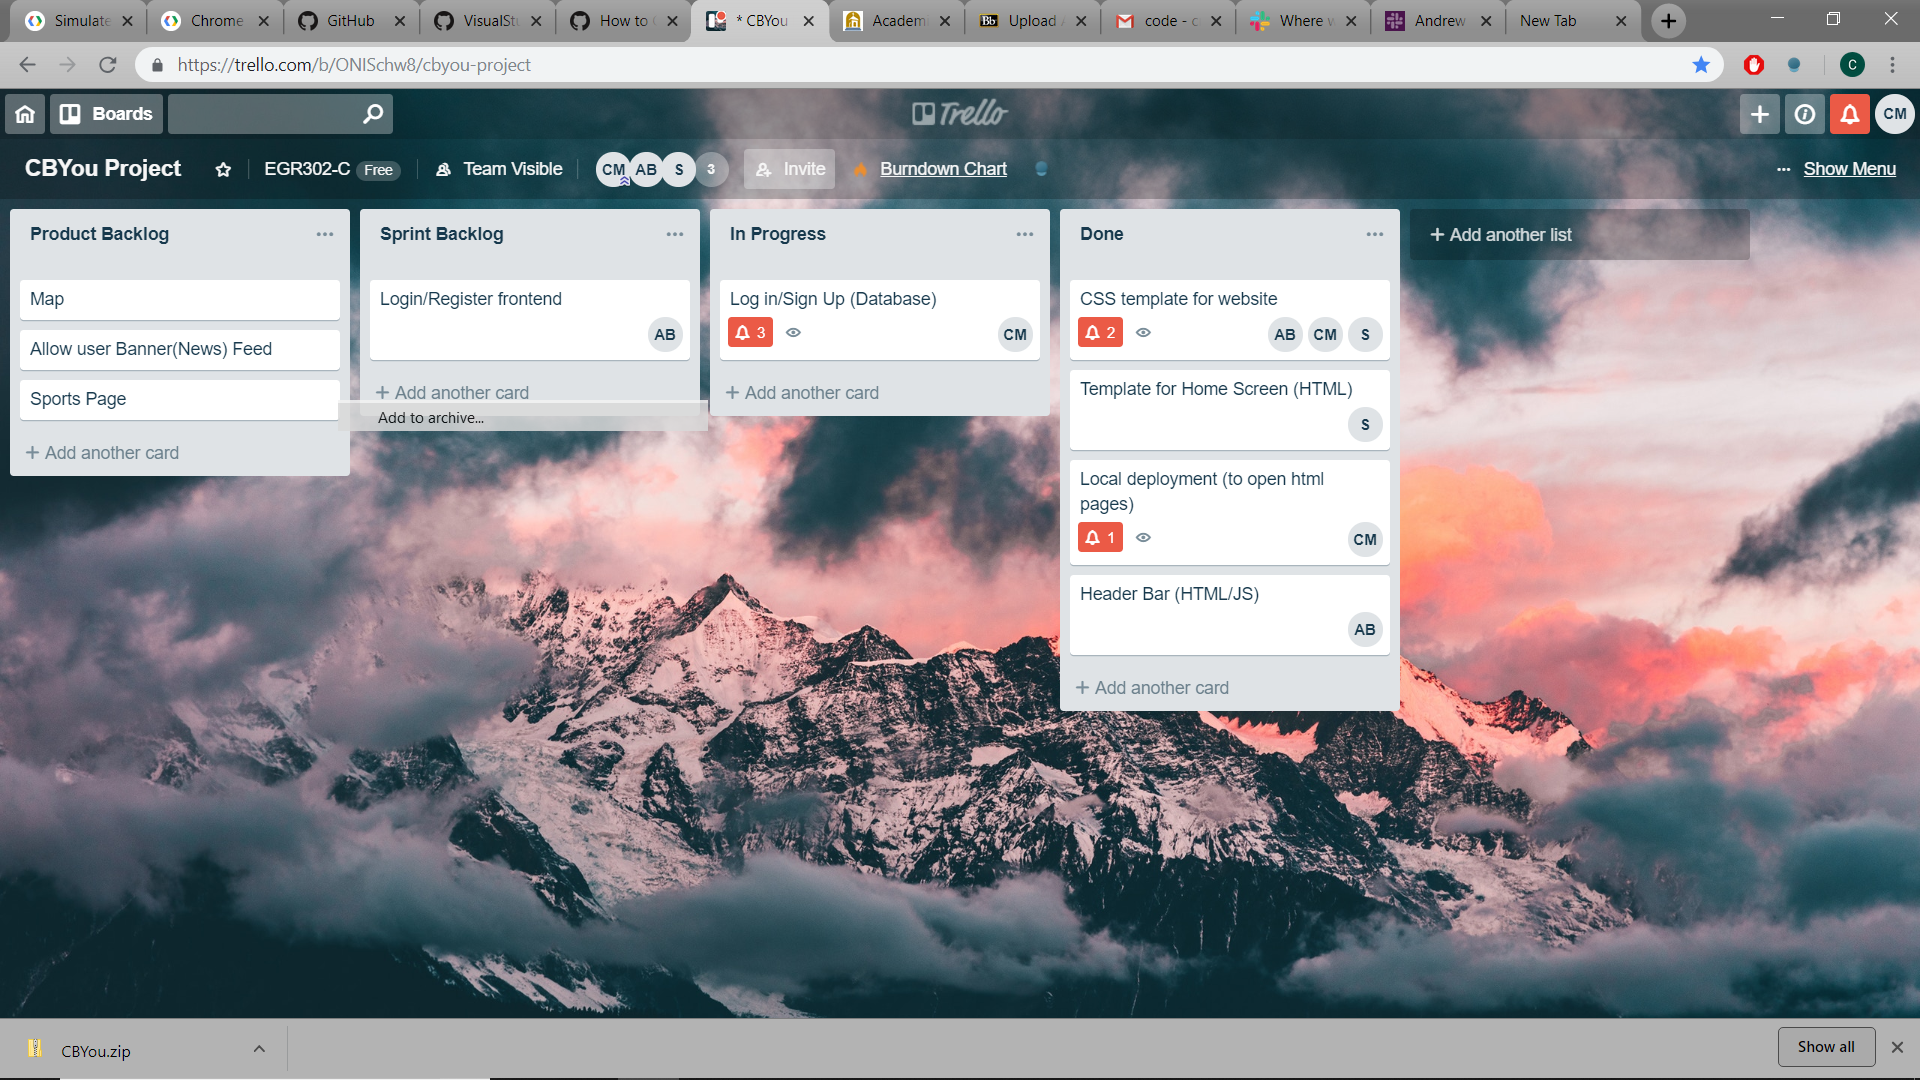 Simulate
Chrome
GitHub
VisualStu
How to
* CBYou
Academ
Bb Upload
code - c
Where w
Andrew
New Tab
https://trello.com/b/ONISchw8/cbyou-project
C
Boards
Trello
CM
CBYou Project
EGR302-C Free
Team Visible
CM AB S 3
Invite
Burndown Chart
... Show Menu
Product Backlog
Map
Allow user Banner(News) Feed
Sports Page
+ Add another card
Sprint Backlog
Login/Register frontend
AB
+ Add another card
Add to archive...
In Progress
Log in/Sign Up (Database)
3
CM
+ Add another card
Done
CSS template for website
2
AB CM S
Template for Home Screen (HTML)
S
Local deployment (to open html
pages)
1
CM
Header Bar (HTML/JS)
AB
+ Add another card
+ Add another list
CBYou.zip
Show all